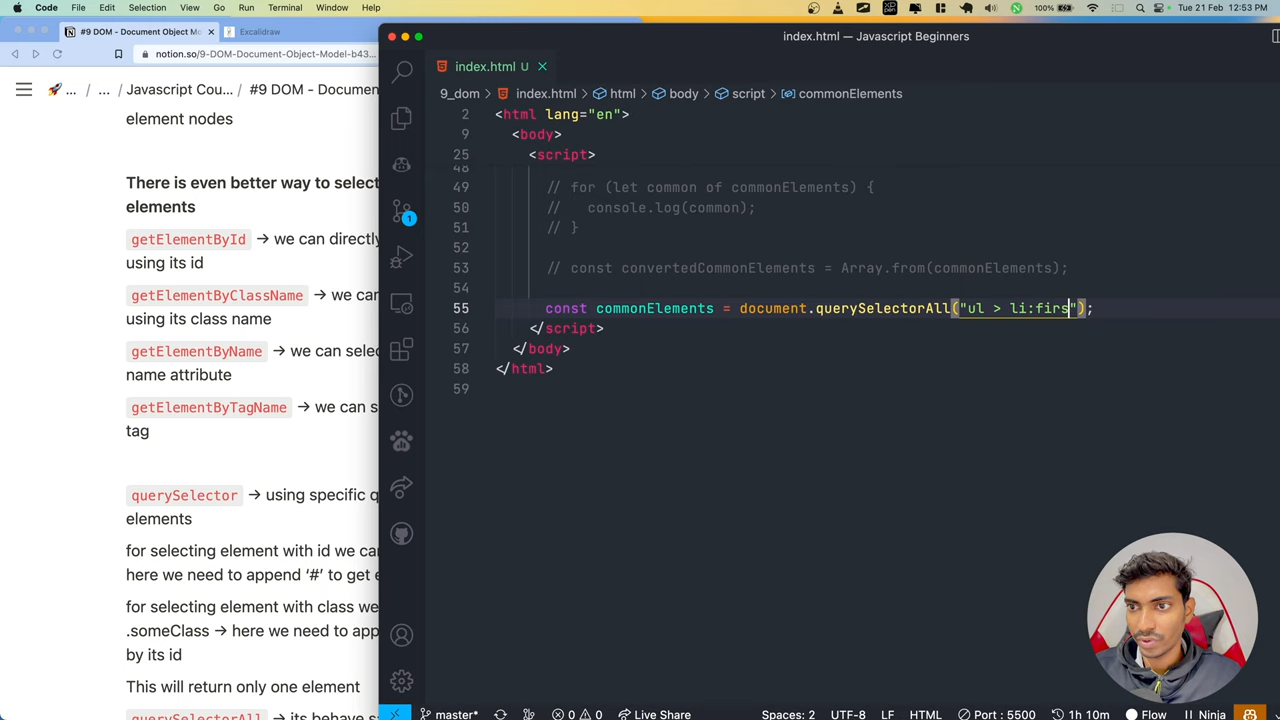 Code File Edit Selection View Go Run Terminal Window Help 100% Tue 21 Feb 12:53 PM
#9 DOM - Document Object Mo Excalidraw
notion.so/9-DOM-Document-Object-Model-b43...
... / ... / Javascript Cou... / #9 DOM - Documen
element nodes
There is even better way to select
elements
getElementById → we can directly
using its id
getElementByClassName → we can
using its class name
getElementByName → we can selec
name attribute
getElementByTagName → we can s
tag
querySelector → using specific q
elements
for selecting element with id we can
here we need to append ‘#’ to get e
for selecting element with class we
.someClass → here we need to app
by its id
This will return only one element
querySelectorAll → its behave s
index.html — Javascript Beginners
index.html U
9_dom > index.html > html > body > script > commonElements
2 <html lang="en">
9 <body>
25 <script>
48
49 // for (let common of commonElements) {
50 // console.log(common);
51 // }
52
53 // const convertedCommonElements = Array.from(commonElements);
54
55 const commonElements = document.querySelectorAll("ul > li:firs");
56 </script>
57 </body>
58 </html>
59
1
master* 0 0 Live Share Spaces: 2 UTF-8 LF HTML Port : 5500 1h 10m Flow Ninja